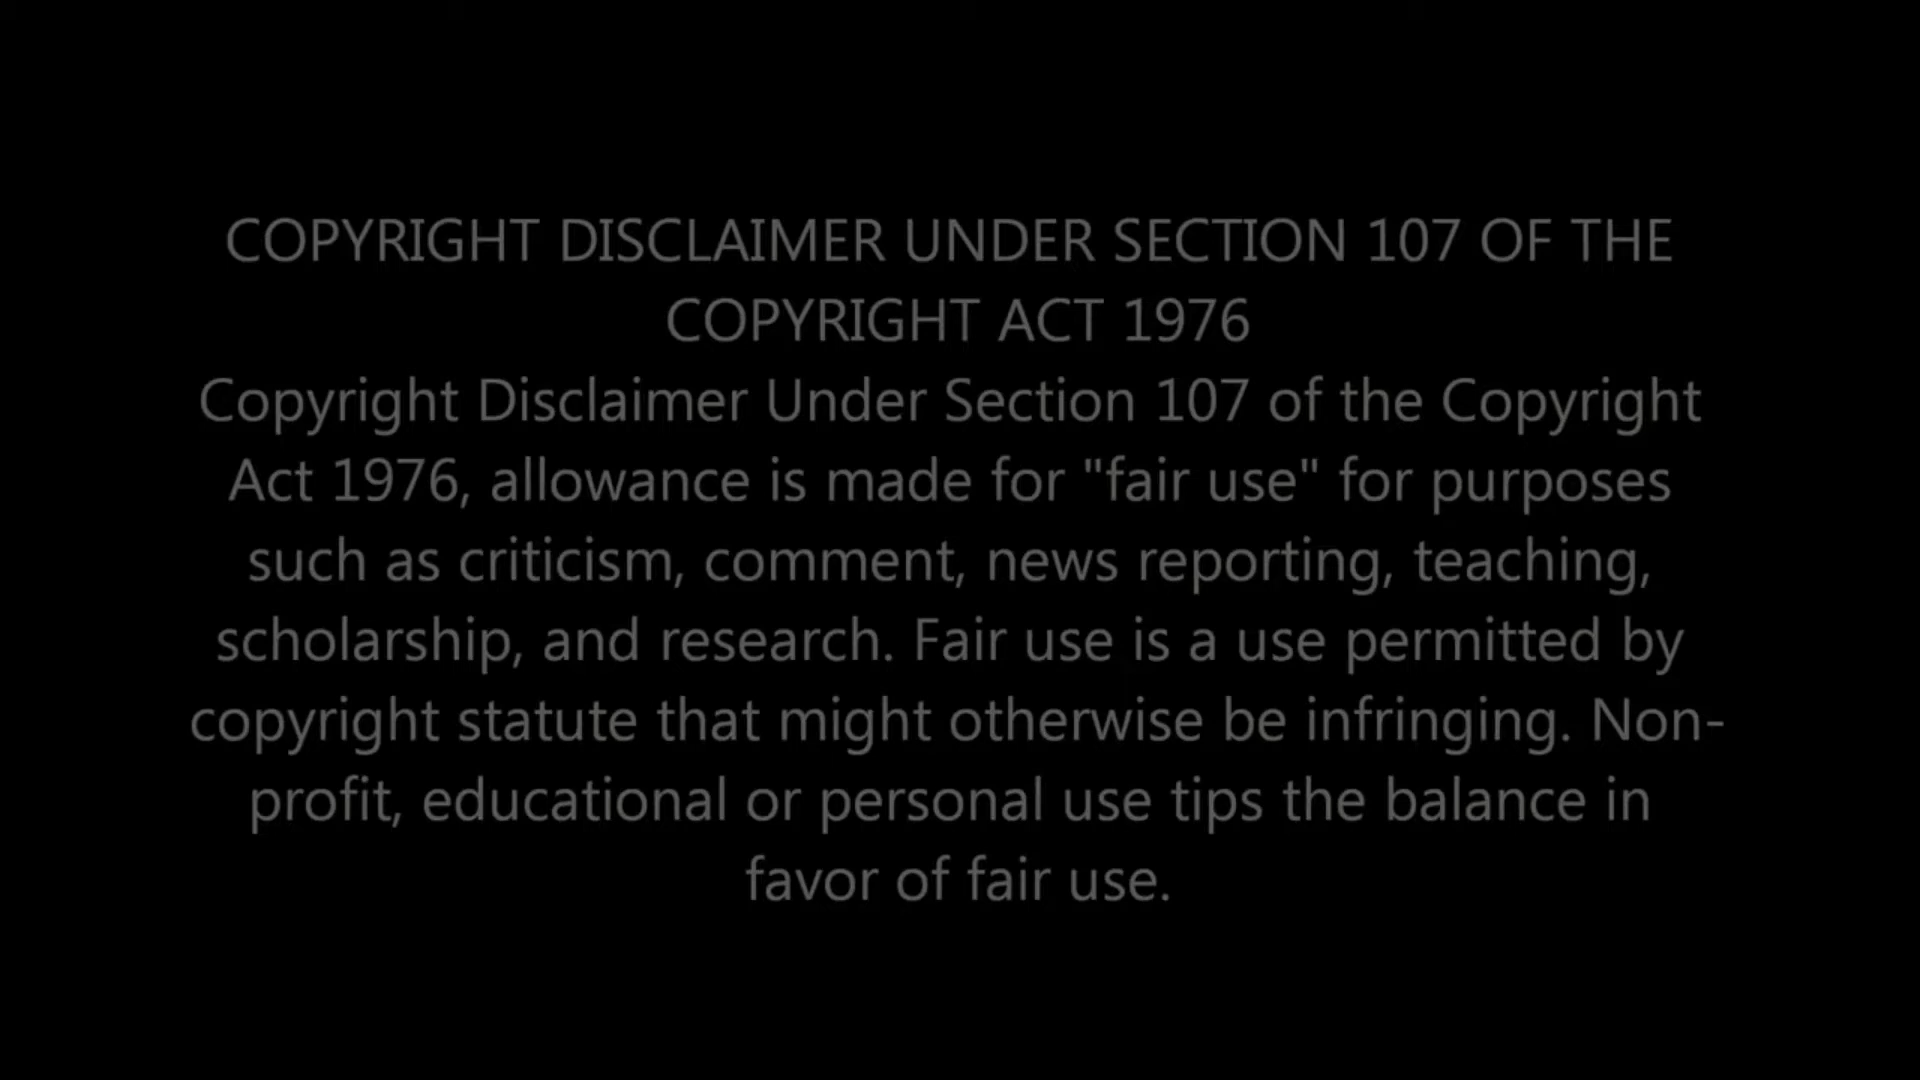 COPYRIGHT DISCLAIMER UNDER SECTION 107 OF THE
COPYRIGHT ACT 1976
Copyright Disclaimer Under Section 107 of the Copyright
Act 1976, allowance is made for "fair use" for purposes
such as criticism, comment, news reporting, teaching,
scholarship, and research. Fair use is a use permitted by
copyright statute that might otherwise be infringing. Non-
profit, educational or personal use tips the balance in
favor of fair use.